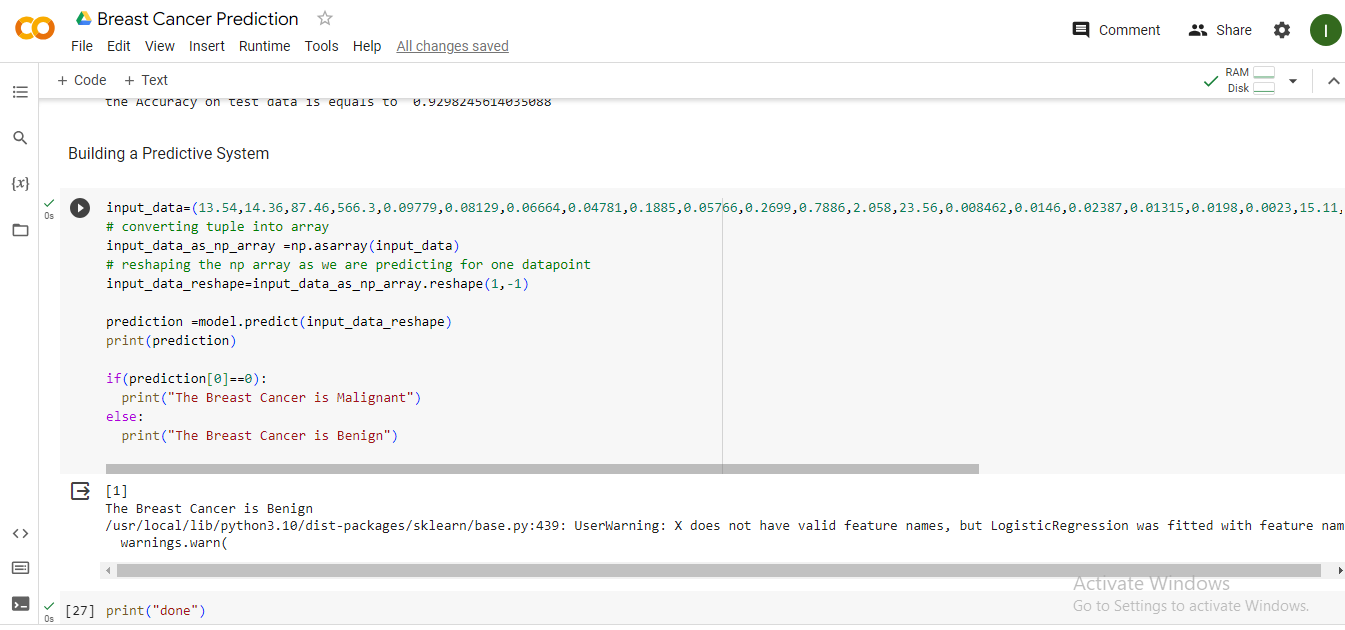 CO
Breast Cancer Prediction
File Edit View Insert Runtime Tools Help All changes saved
Comment Share I
+ Code + Text
RAM
Disk
the Accuracy on test data is equals to 0.9298245614035088
Building a Predictive System
{x}
0s
input_data=(13.54,14.36,87.46,566.3,0.09779,0.08129,0.06664,0.04781,0.1885,0.05766,0.2699,0.7886,2.058,23.56,0.008462,0.0146,0.02387,0.01315,0.0198,0.0023,15.11,
# converting tuple into array
input_data_as_np_array =np.asarray(input_data)
# reshaping the np array as we are predicting for one datapoint
input_data_reshape=input_data_as_np_array.reshape(1,-1)
prediction =model.predict(input_data_reshape)
print(prediction)
if(prediction[0]==0):
print("The Breast Cancer is Malignant")
else:
print("The Breast Cancer is Benign")
[1]
The Breast Cancer is Benign
/usr/local/lib/python3.10/dist-packages/sklearn/base.py:439: UserWarning: X does not have valid feature names, but LogisticRegression was fitted with feature nam
warnings.warn(
Activate Windows
Go to Settings to activate Windows.
0s
[27] print("done")